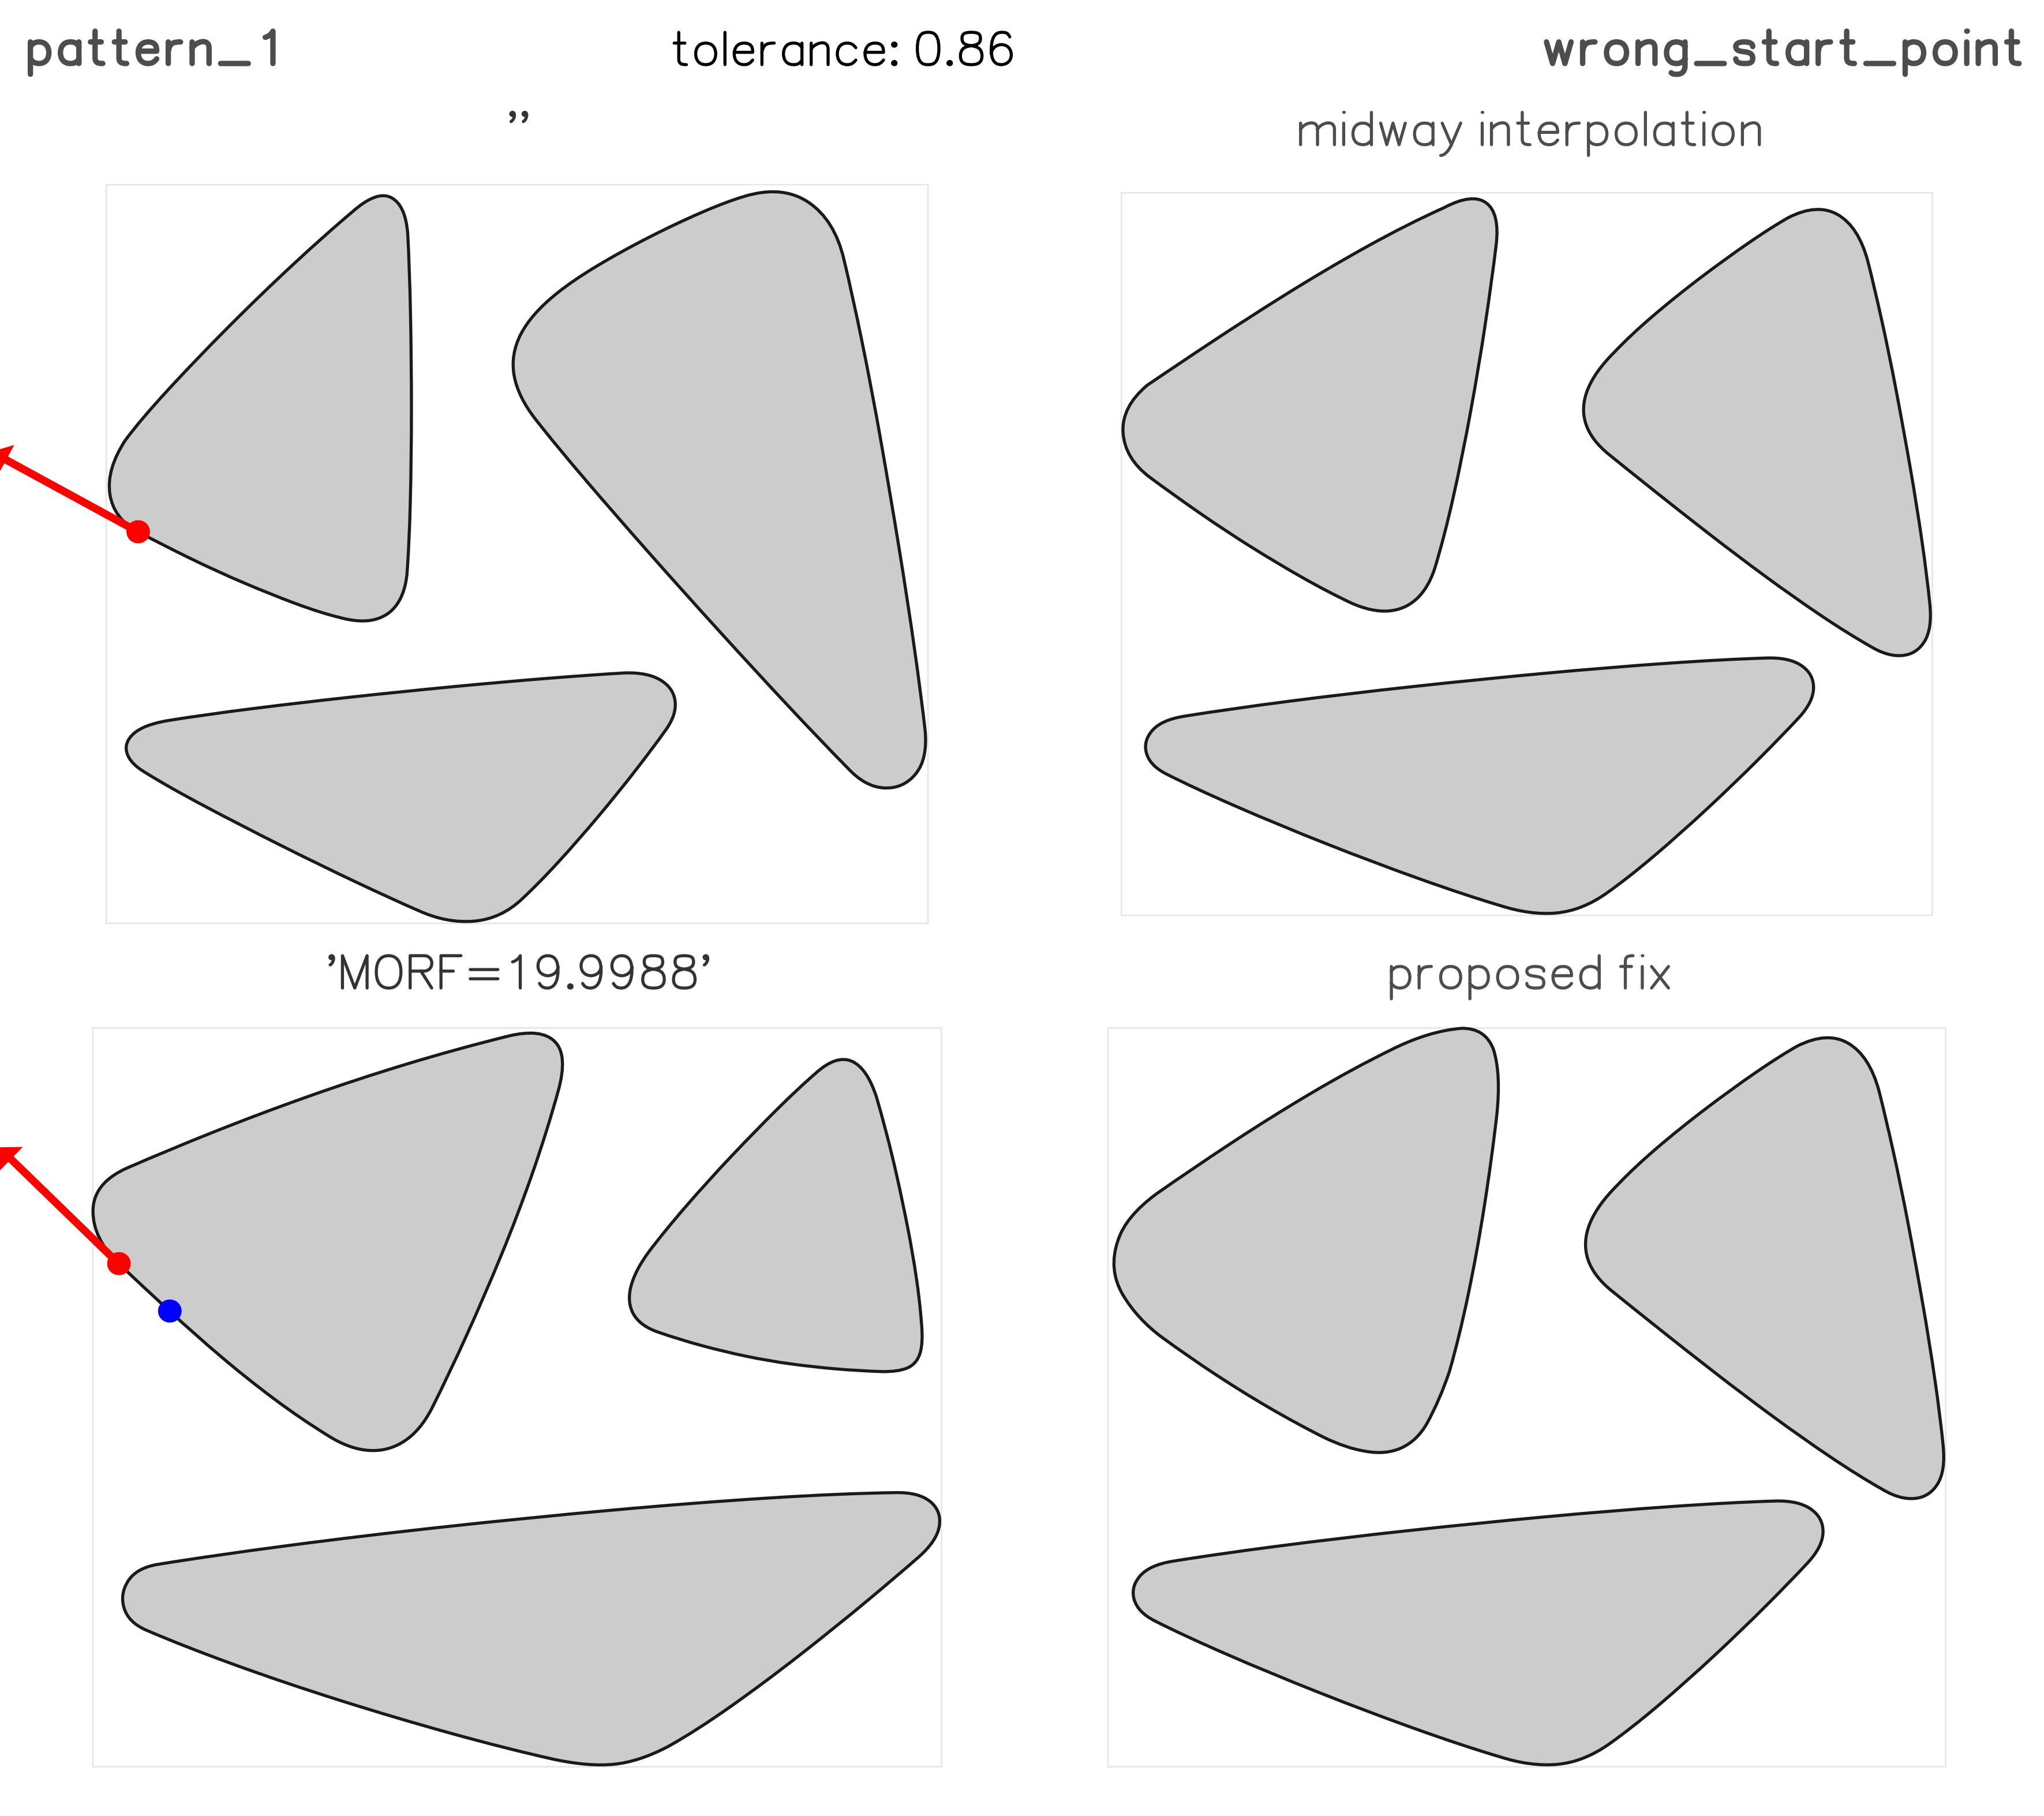 pattern_1 tolerance: 0.86 wrong_start_point
” midway interpolation
’MORF=19.9988’ proposed fix